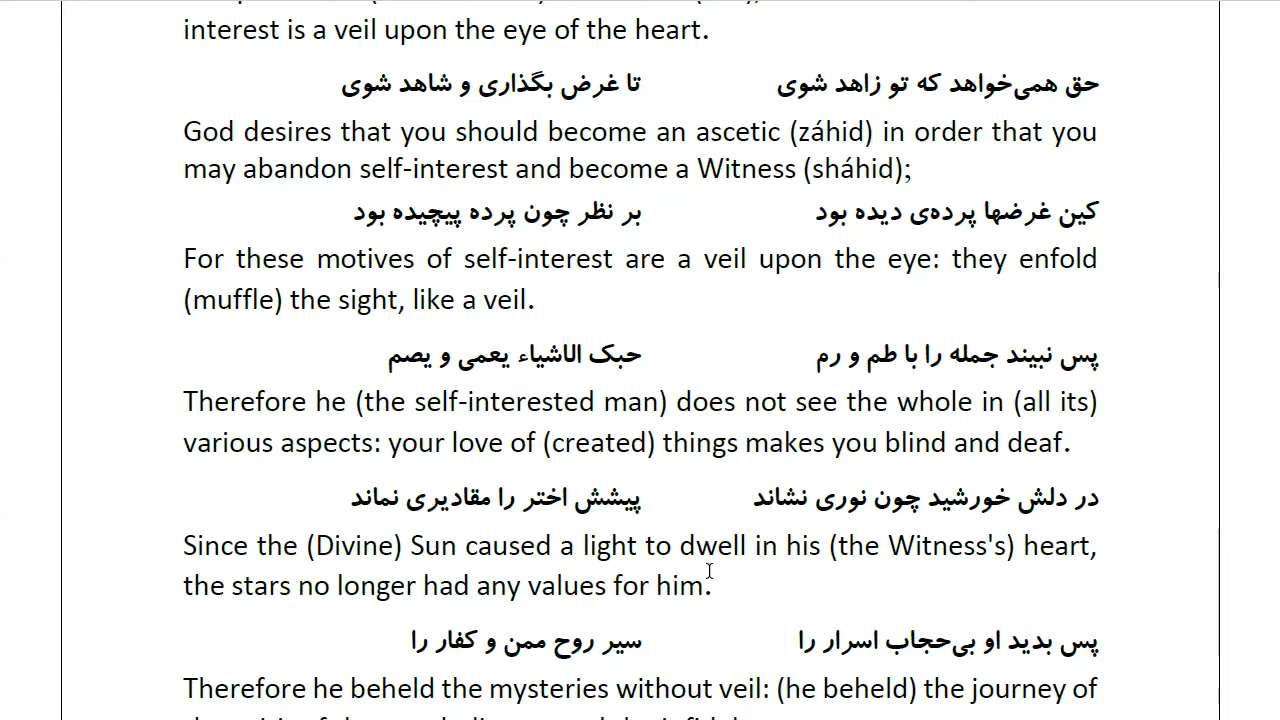 interest is a veil upon the eye of the heart.
حق همی‌خواهد که تو زاهد شوی تا غرض بگذاری و شاهد شوی
God desires that you should become an ascetic (záhid) in order that you
may abandon self-interest and become a Witness (sháhid);
کین غرضها پرده‌ی دیده بود بر نظر چون پرده پیچیده بود
For these motives of self-interest are a veil upon the eye: they enfold
(muffle) the sight, like a veil.
پس نبیند جمله را با طم و رم حبک الاشیاء یعمی و یصم
Therefore he (the self-interested man) does not see the whole in (all its)
various aspects: your love of (created) things makes you blind and deaf.
در دلش خورشید چون نوری نشاند پیشش اختر را مقادیری نماند
Since the (Divine) Sun caused a light to dwell in his (the Witness's) heart,
the stars no longer had any values for him.
پس بدید او بی‌حجاب اسرار را سیر روح ممن و کفار را
Therefore he beheld the mysteries without veil: (he beheld) the journey of